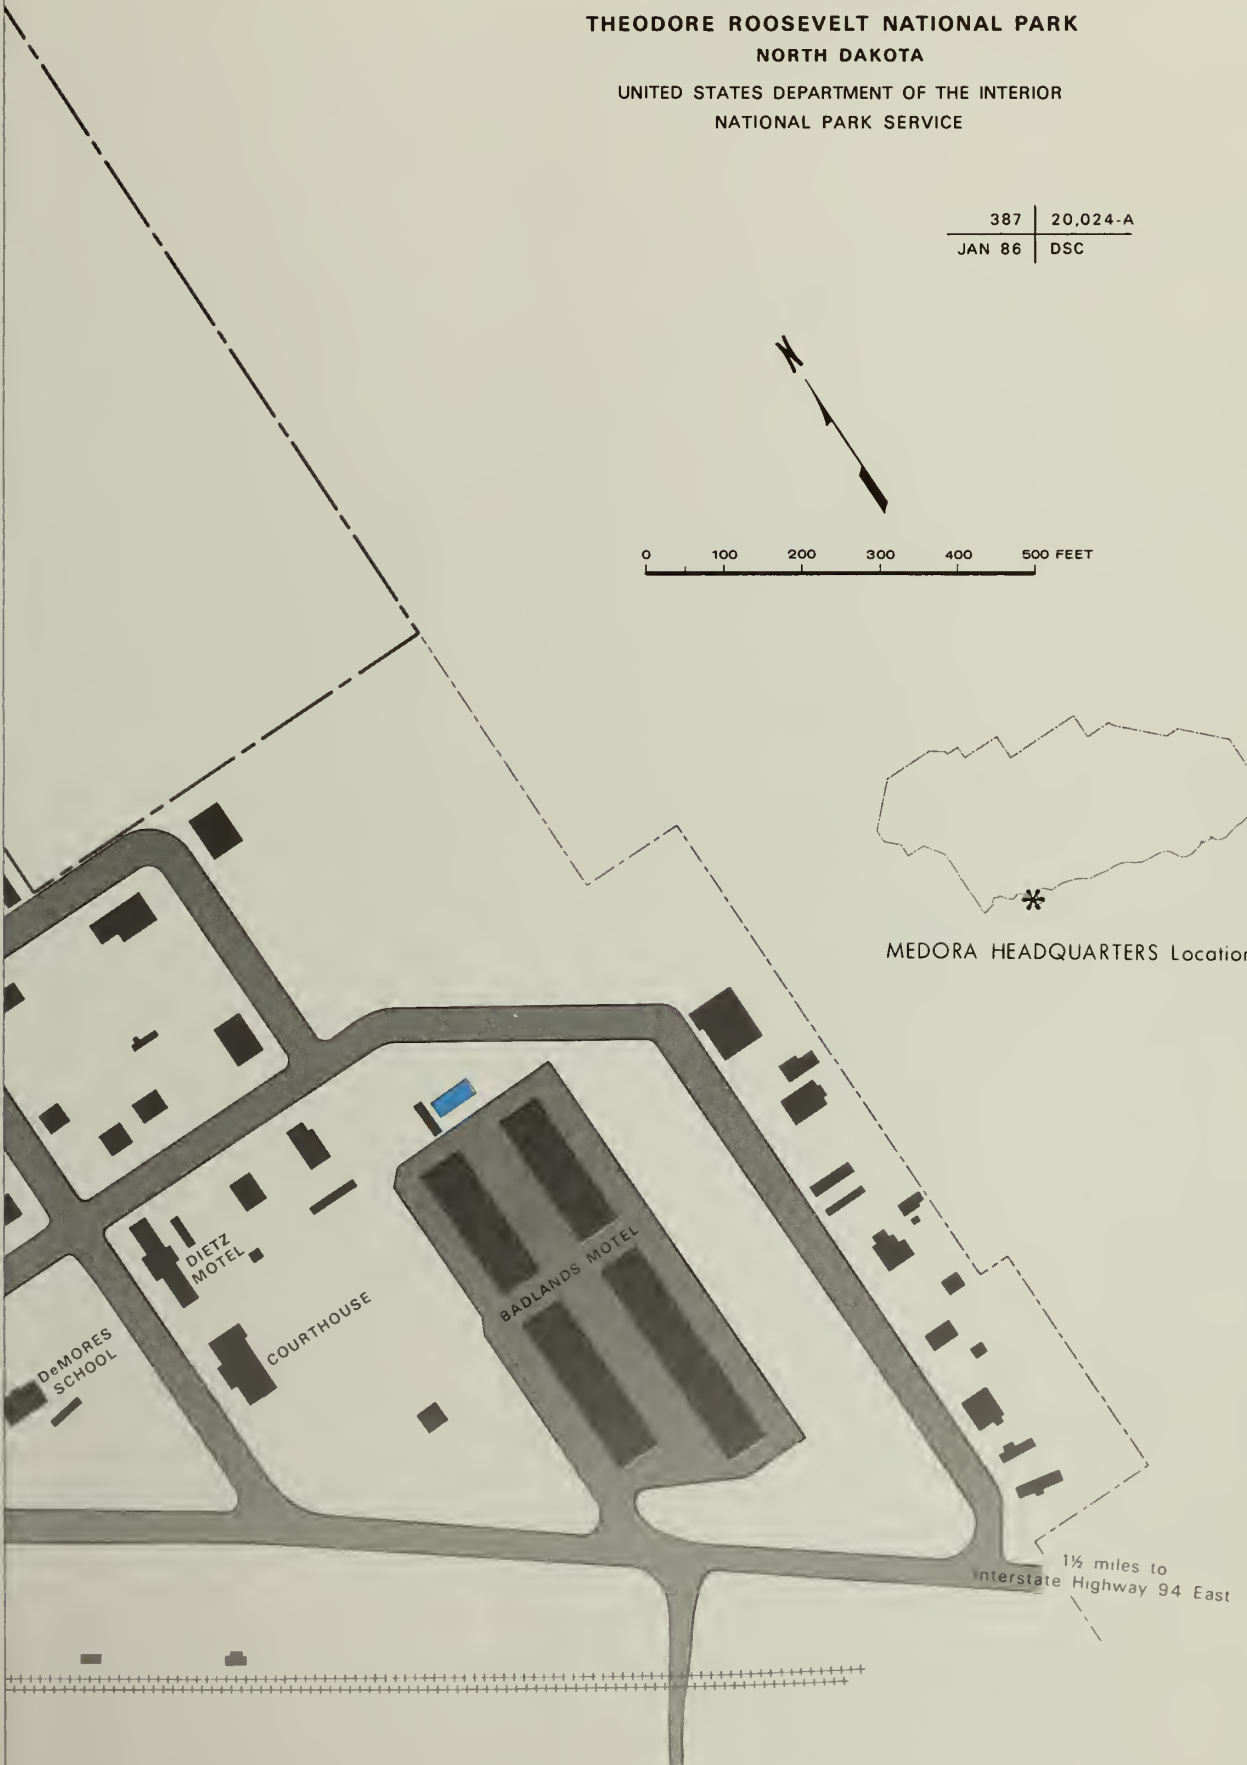 THEODORE ROOSEVELT NATIONAL PARK
NORTH DAKOTA
UNITED STATES DEPARTMENT OF THE INTERIOR
NATIONAL PARK SERVICE
387 20,024-A
JAN 86 DSC
N
0 100 200 300 400 500 FEET
MEDORA HEADQUARTERS Location
DIETZ
MOTEL
BADLANDS MOTEL
COURTHOUSE
DeMORES
SCHOOL
1½ miles to
Interstate Highway 94 East